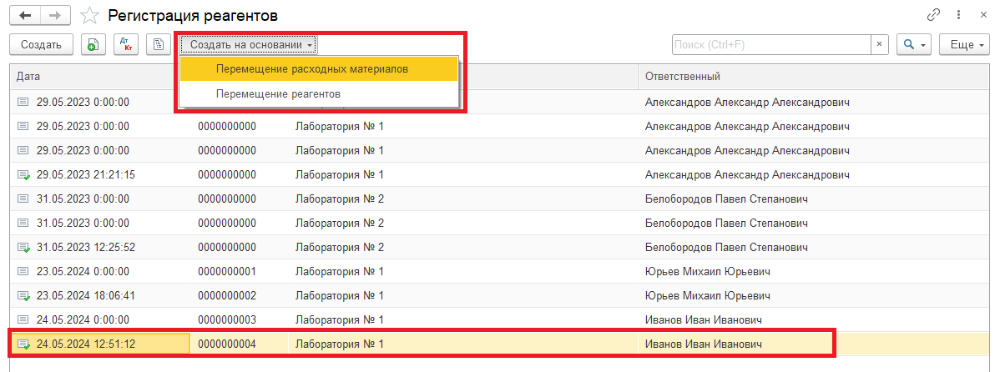 Регистрация реагентов
Создать Дт Кт Создать на основании Поиск (Ctrl+F) × Еще
Перемещение расходных материалов
Перемещение реагентов
Дата Ответственный
29.05.2023 0:00:00 Александров Александр Александрович
29.05.2023 0:00:00 0000000000 Лаборатория № 1 Александров Александр Александрович
29.05.2023 0:00:00 0000000000 Лаборатория № 1 Александров Александр Александрович
29.05.2023 21:21:15 0000000000 Лаборатория № 1 Александров Александр Александрович
31.05.2023 0:00:00 0000000000 Лаборатория № 2 Белобородов Павел Степанович
31.05.2023 0:00:00 0000000000 Лаборатория № 2 Белобородов Павел Степанович
31.05.2023 12:25:52 0000000000 Лаборатория № 2 Белобородов Павел Степанович
23.05.2024 0:00:00 0000000001 Лаборатория № 1 Юрьев Михаил Юрьевич
23.05.2024 18:06:41 0000000002 Лаборатория № 1 Юрьев Михаил Юрьевич
24.05.2024 0:00:00 0000000003 Лаборатория № 1 Иванов Иван Иванович
24.05.2024 12:51:12 0000000004 Лаборатория № 1 Иванов Иван Иванович